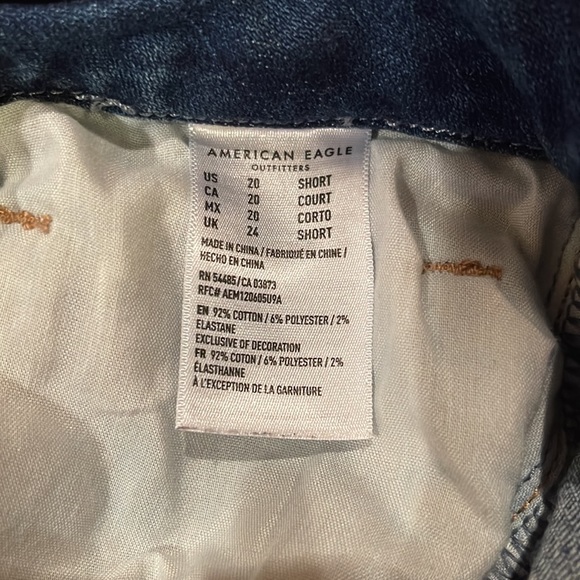 AMERICAN EAGLE
OUTFITTERS
US 20 SHORT
CA 20 COURT
MX 20 CORTO
UK 24 SHORT
MADE IN CHINA / FABRIQUÉ EN CHINE /
HECHO EN CHINA
RN 54485/CA 03873
RFC# AEM120605U9A
EN 92% COTTON / 6% POLYESTER / 2%
ELASTANE
EXCLUSIVE OF DECORATION
FR 92% COTTON / 6% POLYESTER / 2%
ÉLASTHANNE
À L'EXCEPTION DE LA GARNITURE